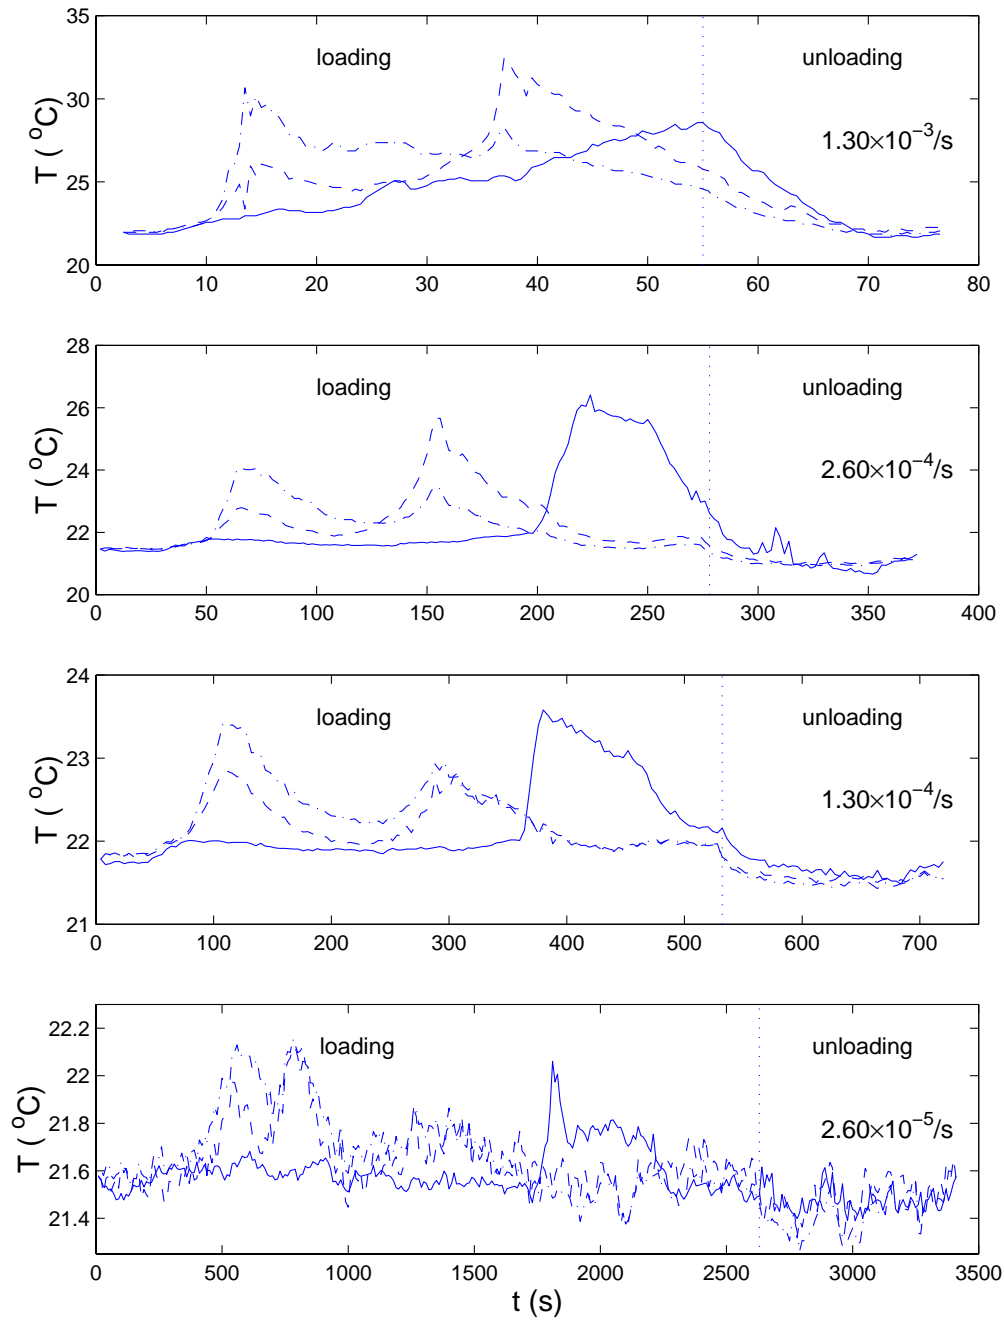 35
loading
unloading
30
1.30×10⁻³/s
T ( °C)
25
20
0 10 20 30 40 50 60 70 80
28
loading
unloading
26
2.60×10⁻⁴/s
T ( °C)
24
22
20
0 50 100 150 200 250 300 350 400
24
loading
unloading
23
1.30×10⁻⁴/s
T ( °C)
22
21
0 100 200 300 400 500 600 700
22.2
loading
unloading
22
21.8
2.60×10⁻⁵/s
T ( °C)
21.6
21.4
0 500 1000 1500 2000 2500 3000 3500
t (s)